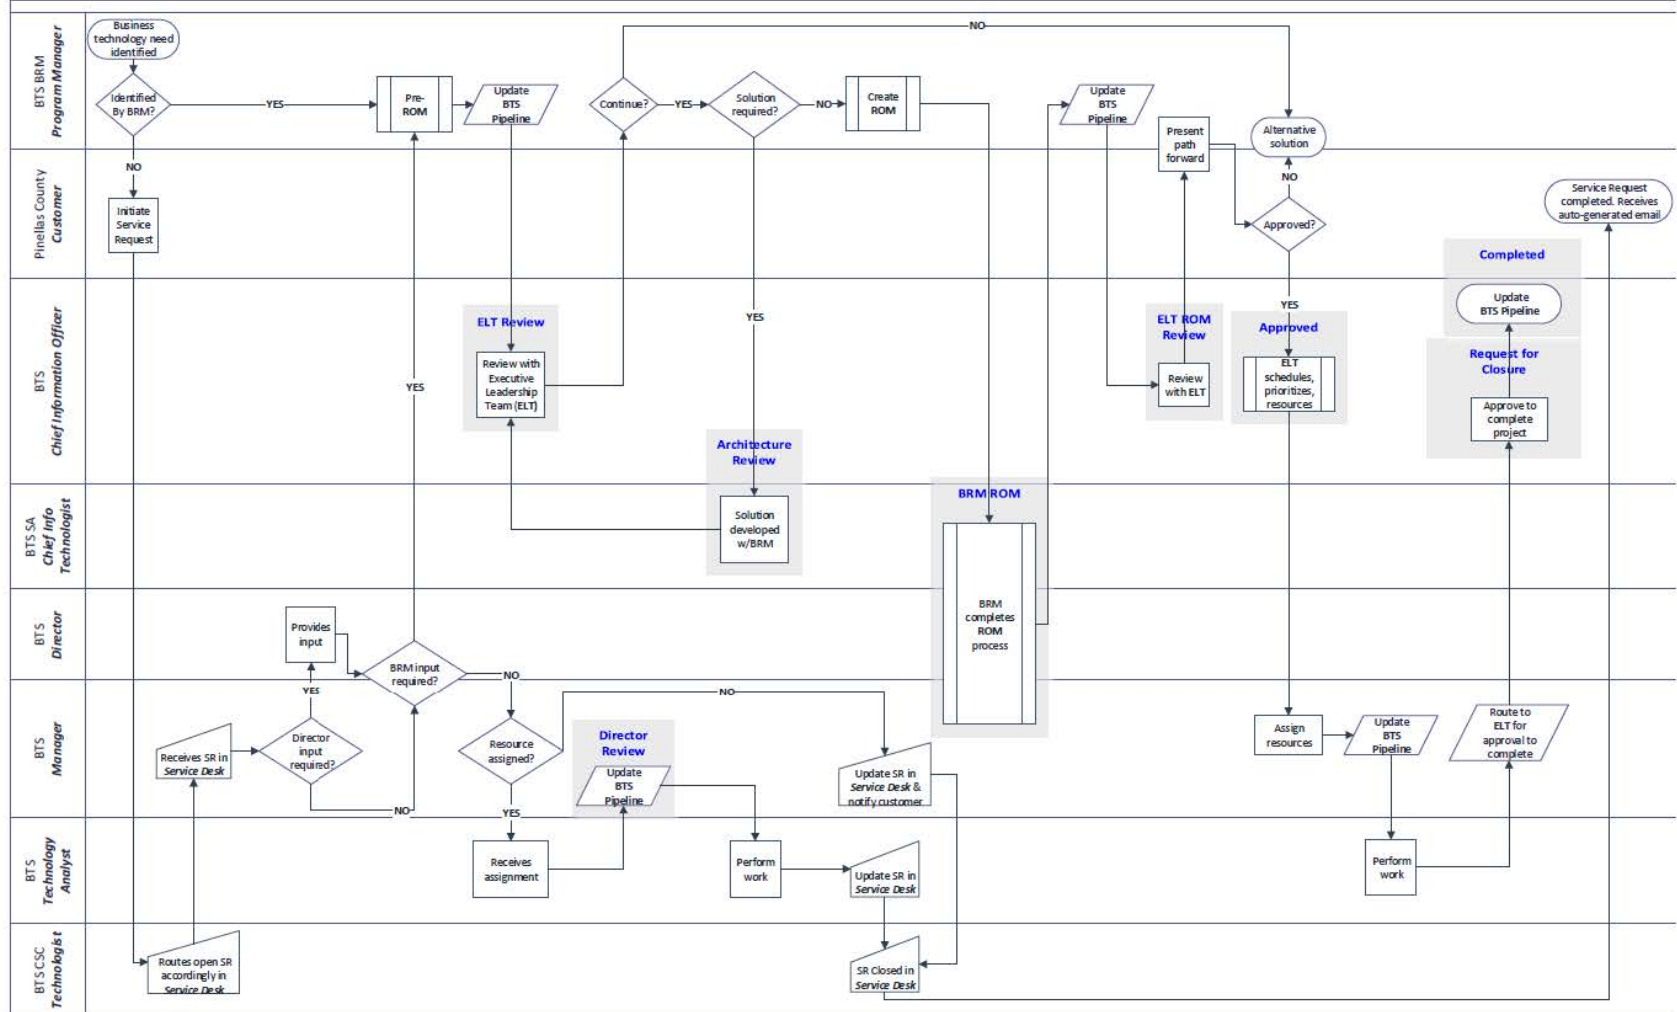 BTS BRM
Program Manager
Business
technology need
identified
Identified
By BRM?
YES
NO
Pre-
ROM
Update
BTS
Pipeline
Continue?
YES
NO
Solution
required?
NO
Create
ROM
Update
BTS
Pipeline
Present
path
forward
Alternative
solution
Pinellas County
Customer
Initiate
Service
Request
NO
Approved?
Service Request
completed. Receives
auto-generated email
Completed
BTS
Chief Information Officer
YES
ELT Review
Review with
Executive
Leadership
Team (ELT)
YES
Architecture
Review
ELT ROM
Review
Review
with ELT
YES
Approved
ELT
schedules,
prioritizes,
resources
Update
BTS Pipeline
Request for
Closure
Approve to
complete
project
BTS SA
Chief Info
Technologist
Solution
developed
w/BRM
BRM ROM
BTS
Director
Provides
input
BRM input
required?
NO
BRM
completes
ROM
process
BTS
Manager
YES
Receives SR in
Service Desk
Director
input
required?
NO
Resource
assigned?
YES
NO
Director
Review
Update
BTS
Pipeline
Update SR in
Service Desk &
notify customer
Assign
resources
Update
BTS
Pipeline
Route to
ELT for
approval to
complete
BTS
Technology
Analyst
Receives
assignment
Perform
work
Update SR in
Service Desk
Perform
work
BTS CSC
Technologist
Routes open SR
accordingly in
Service Desk
SR Closed in
Service Desk